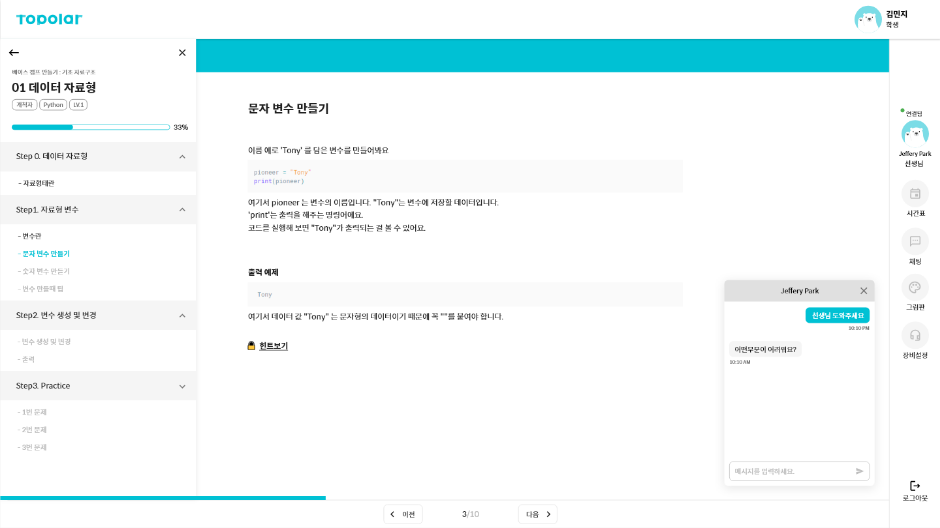 topolar
김민지
학생
베이스 캠프 만들기 : 기초 자료구조
01 데이터 자료형
개척자 Python LV.1
33%
Step 0. 데이터 자료형
- 자료형태란
Step1. 자료형 변수
- 변수란
- 문자 변수 만들기
- 숫자 변수 만들기
- 변수 만들때 팁
Step2. 변수 생성 및 변경
- 변수 생성 및 변경
- 출력
Step3. Practice
- 1번 문제
- 2번 문제
- 3번 문제
문자 변수 만들기
이름 예로 'Tony' 를 담은 변수를 만들어봐요
pioneer = "Tony"
print(pioneer)
여기서 pioneer 는 변수의 이름입니다. "Tony"는 변수에 저장할 데이터입니다.
'print'는 출력을 해주는 명령어예요.
코드를 실행해 보면 "Tony"가 출력되는 걸 볼 수 있어요.
출력 예제
Tony
여기서 데이터 값 "Tony" 는 문자형의 데이터이기 때문에 꼭 ""를 붙여야 합니다.
힌트보기
Jeffery Park
선생님 도와주세요
00:10 PM
어떤부분이 어려워요?
00:10 AM
메시지를 입력하세요.
연결됨
Jeffery Park
선생님
시간표
채팅
그림판
장비설정
로그아웃
이전
3/10
다음